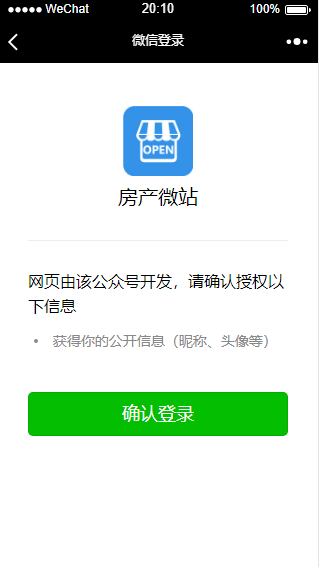 WeChat 20:10 100%
微信登录
OPEN
房产微站
网页由该公众号开发，请确认授权以
下信息
• 获得你的公开信息（昵称、头像等）
确认登录